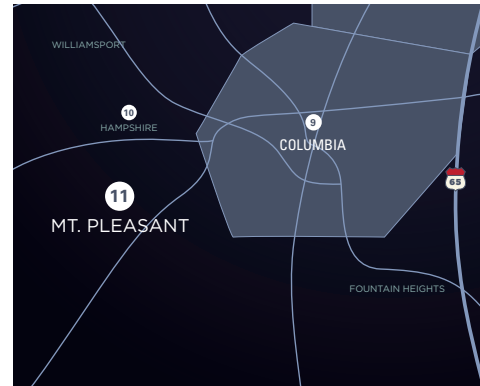 WILLIAMSPORT
10
HAMPSHIRE
9
COLUMBIA
65
11
MT. PLEASANT
FOUNTAIN HEIGHTS